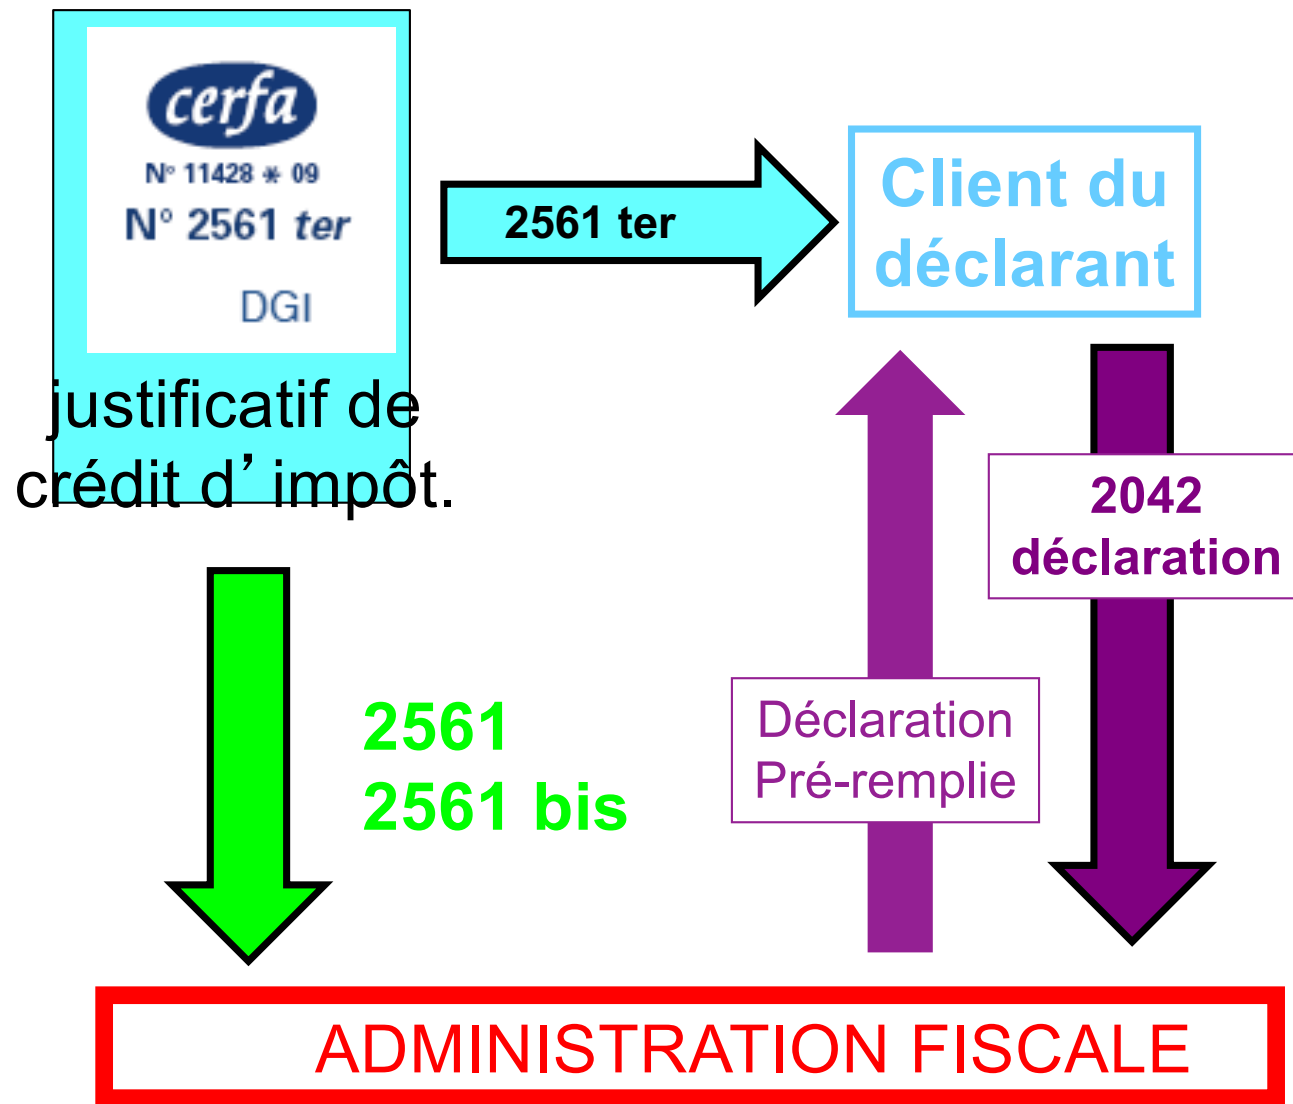 cerfa
N° 11428 * 09
N° 2561 ter
DGI
justificatif de
crédit d’ impôt.
2561 ter
Client du
déclarant
2042
déclaration
Déclaration
Pré-remplie
2561
2561 bis
ADMINISTRATION FISCALE